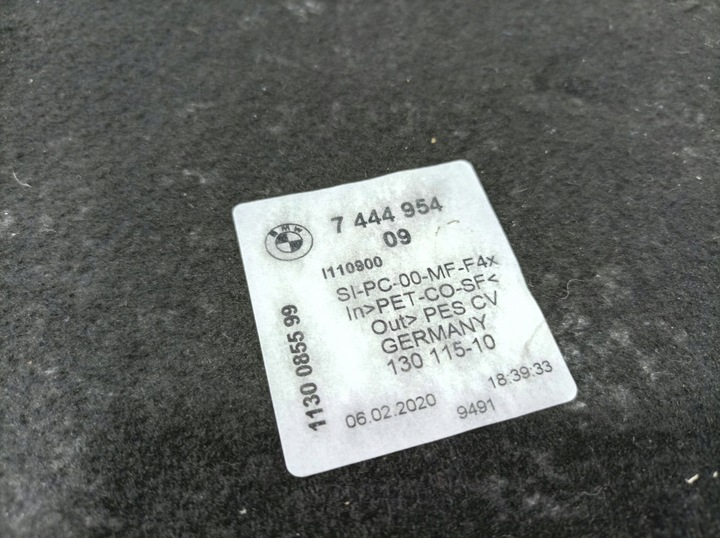 BMW
7 444 954
09
I110900
SI-PC-00-MF-F4x
In>PET-CO-SF<
Out> PES CV
GERMANY
130 115-10
1130 0855 99
06.02.2020
18:39:33
9491